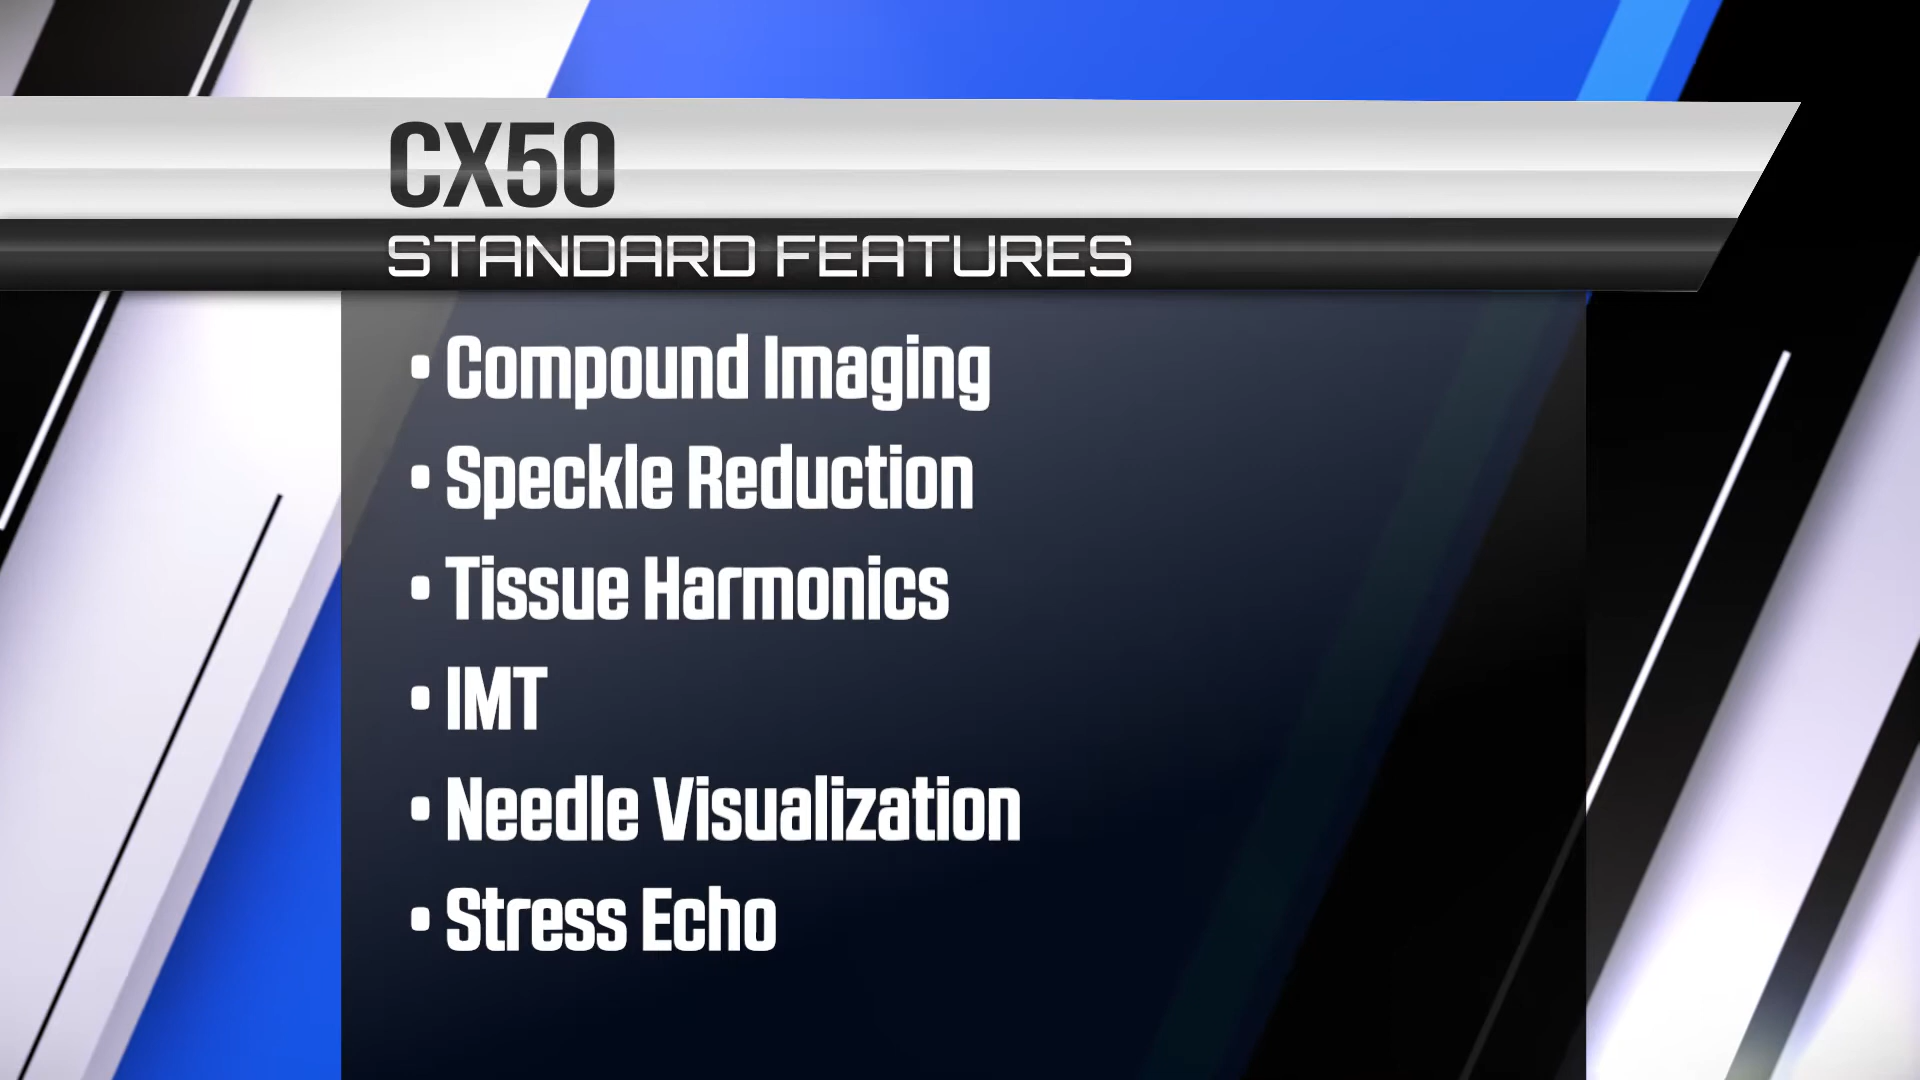 CX50
STANDARD FEATURES
• Compound Imaging
• Speckle Reduction
• Tissue Harmonics
• IMT
• Needle Visualization
• Stress Echo